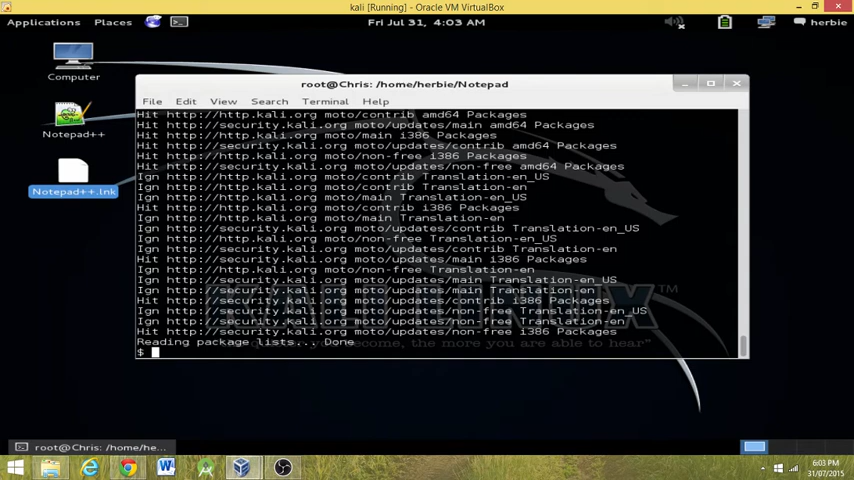 kali [Running] - Oracle VM VirtualBox
Applications Places Fri Jul 31, 4:03 AM herbie
Computer
Notepad++
Notepad++.lnk
root@Chris: /home/herbie/Notepad
File Edit View Search Terminal Help
Hit http://http.kali.org moto/contrib amd64 Packages
Hit http://security.kali.org moto/updates/main amd64 Packages
Hit http://http.kali.org moto/main i386 Packages
Hit http://security.kali.org moto/updates/contrib amd64 Packages
Hit http://http.kali.org moto/non-free i386 Packages
Hit http://security.kali.org moto/updates/non-free amd64 Packages
Ign http://http.kali.org moto/contrib Translation-en_US
Ign http://http.kali.org moto/contrib Translation-en
Ign http://http.kali.org moto/main Translation-en_US
Hit http://http.kali.org moto/contrib i386 Packages
Ign http://http.kali.org moto/main Translation-en
Ign http://security.kali.org moto/updates/contrib Translation-en_US
Ign http://http.kali.org moto/non-free Translation-en_US
Ign http://security.kali.org moto/updates/contrib Translation-en
Hit http://security.kali.org moto/updates/main i386 Packages
Ign http://http.kali.org moto/non-free Translation-en
Ign http://security.kali.org moto/updates/main Translation-en_US
Ign http://security.kali.org moto/updates/main Translation-en
Hit http://security.kali.org moto/updates/contrib i386 Packages
Ign http://security.kali.org moto/updates/non-free Translation-en_US
Ign http://security.kali.org moto/updates/non-free Translation-en
Hit http://security.kali.org moto/updates/non-free i386 Packages
Reading package lists... Done
$
KALI LINUX™
become, the more you are able to hear"
root@Chris: /home/he...
6:03 PM
31/07/2015